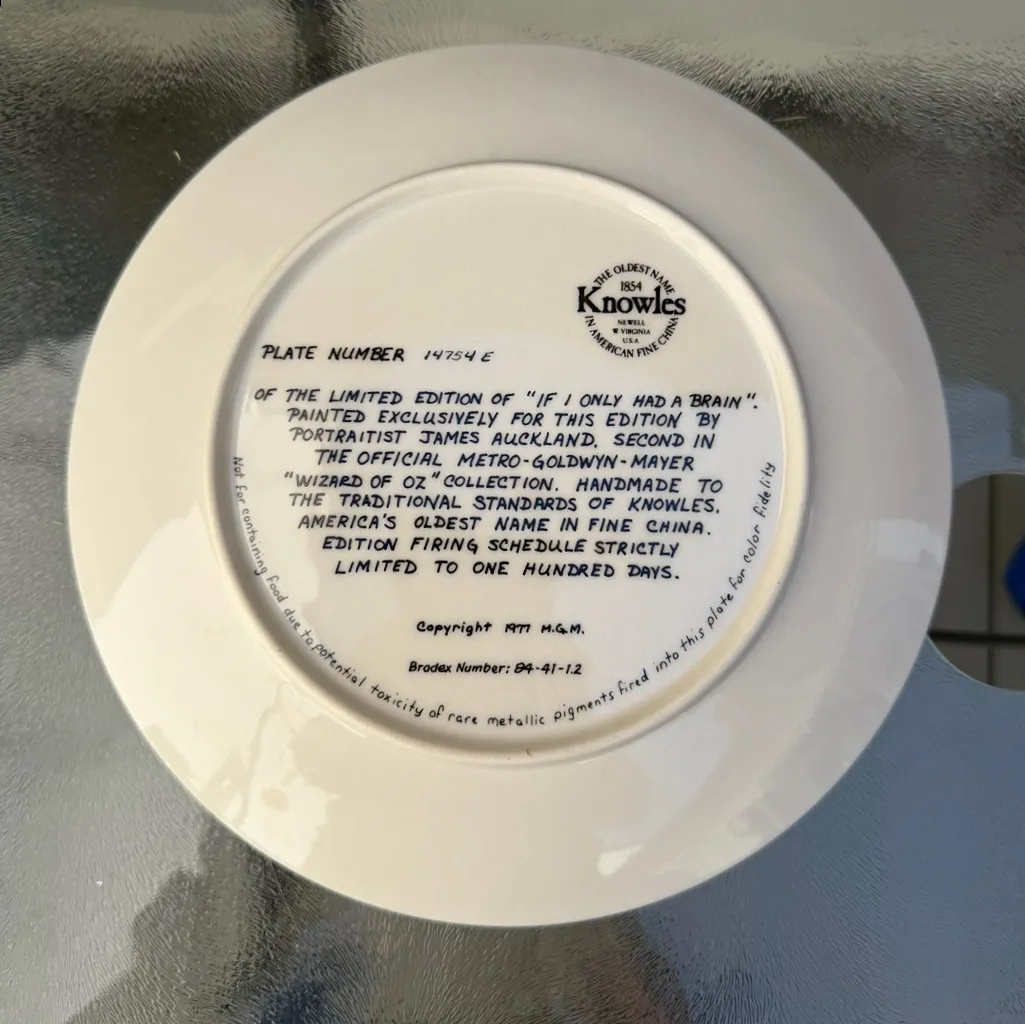 THE OLDEST NAME
1854
Knowles
NEWELL
W VIRGINIA
U.S.A
IN AMERICAN FINE CHINA
PLATE NUMBER 14754 E
OF THE LIMITED EDITION OF "IF I ONLY HAD A BRAIN".
PAINTED EXCLUSIVELY FOR THIS EDITION BY
PORTRAITIST JAMES AUCKLAND. SECOND IN
THE OFFICIAL METRO-GOLDWYN-MAYER
"WIZARD OF OZ" COLLECTION. HANDMADE TO
THE TRADITIONAL STANDARDS OF KNOWLES.
AMERICA'S OLDEST NAME IN FINE CHINA.
EDITION FIRING SCHEDULE STRICTLY
LIMITED TO ONE HUNDRED DAYS.
Copyright 1977 M.G.M.
Bradex Number: 84-41-1.2
Not for containing food due to potential toxicity of rare metallic pigments fired into this plate for color fidelity